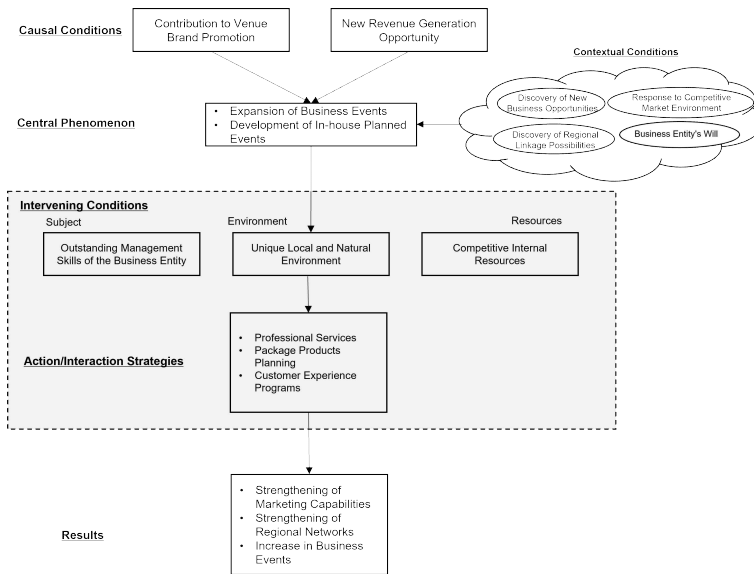 Causal Conditions
Contribution to Venue
Brand Promotion
New Revenue Generation
Opportunity
Contextual Conditions
Discovery of New
Business Opportunities
Response to Competitive
Market Environment
Discovery of Regional
Linkage Possibilities
Business Entity's Will
Central Phenomenon
• Expansion of Business Events
• Development of In-house Planned
Events
Intervening Conditions
Subject
Environment
Resources
Outstanding Management
Skills of the Business Entity
Unique Local and Natural
Environment
Competitive Internal
Resources
Action/Interaction Strategies
• Professional Services
• Package Products
Planning
• Customer Experience
Programs
Results
• Strengthening of
Marketing Capabilities
• Strengthening of
Regional Networks
• Increase in Business
Events